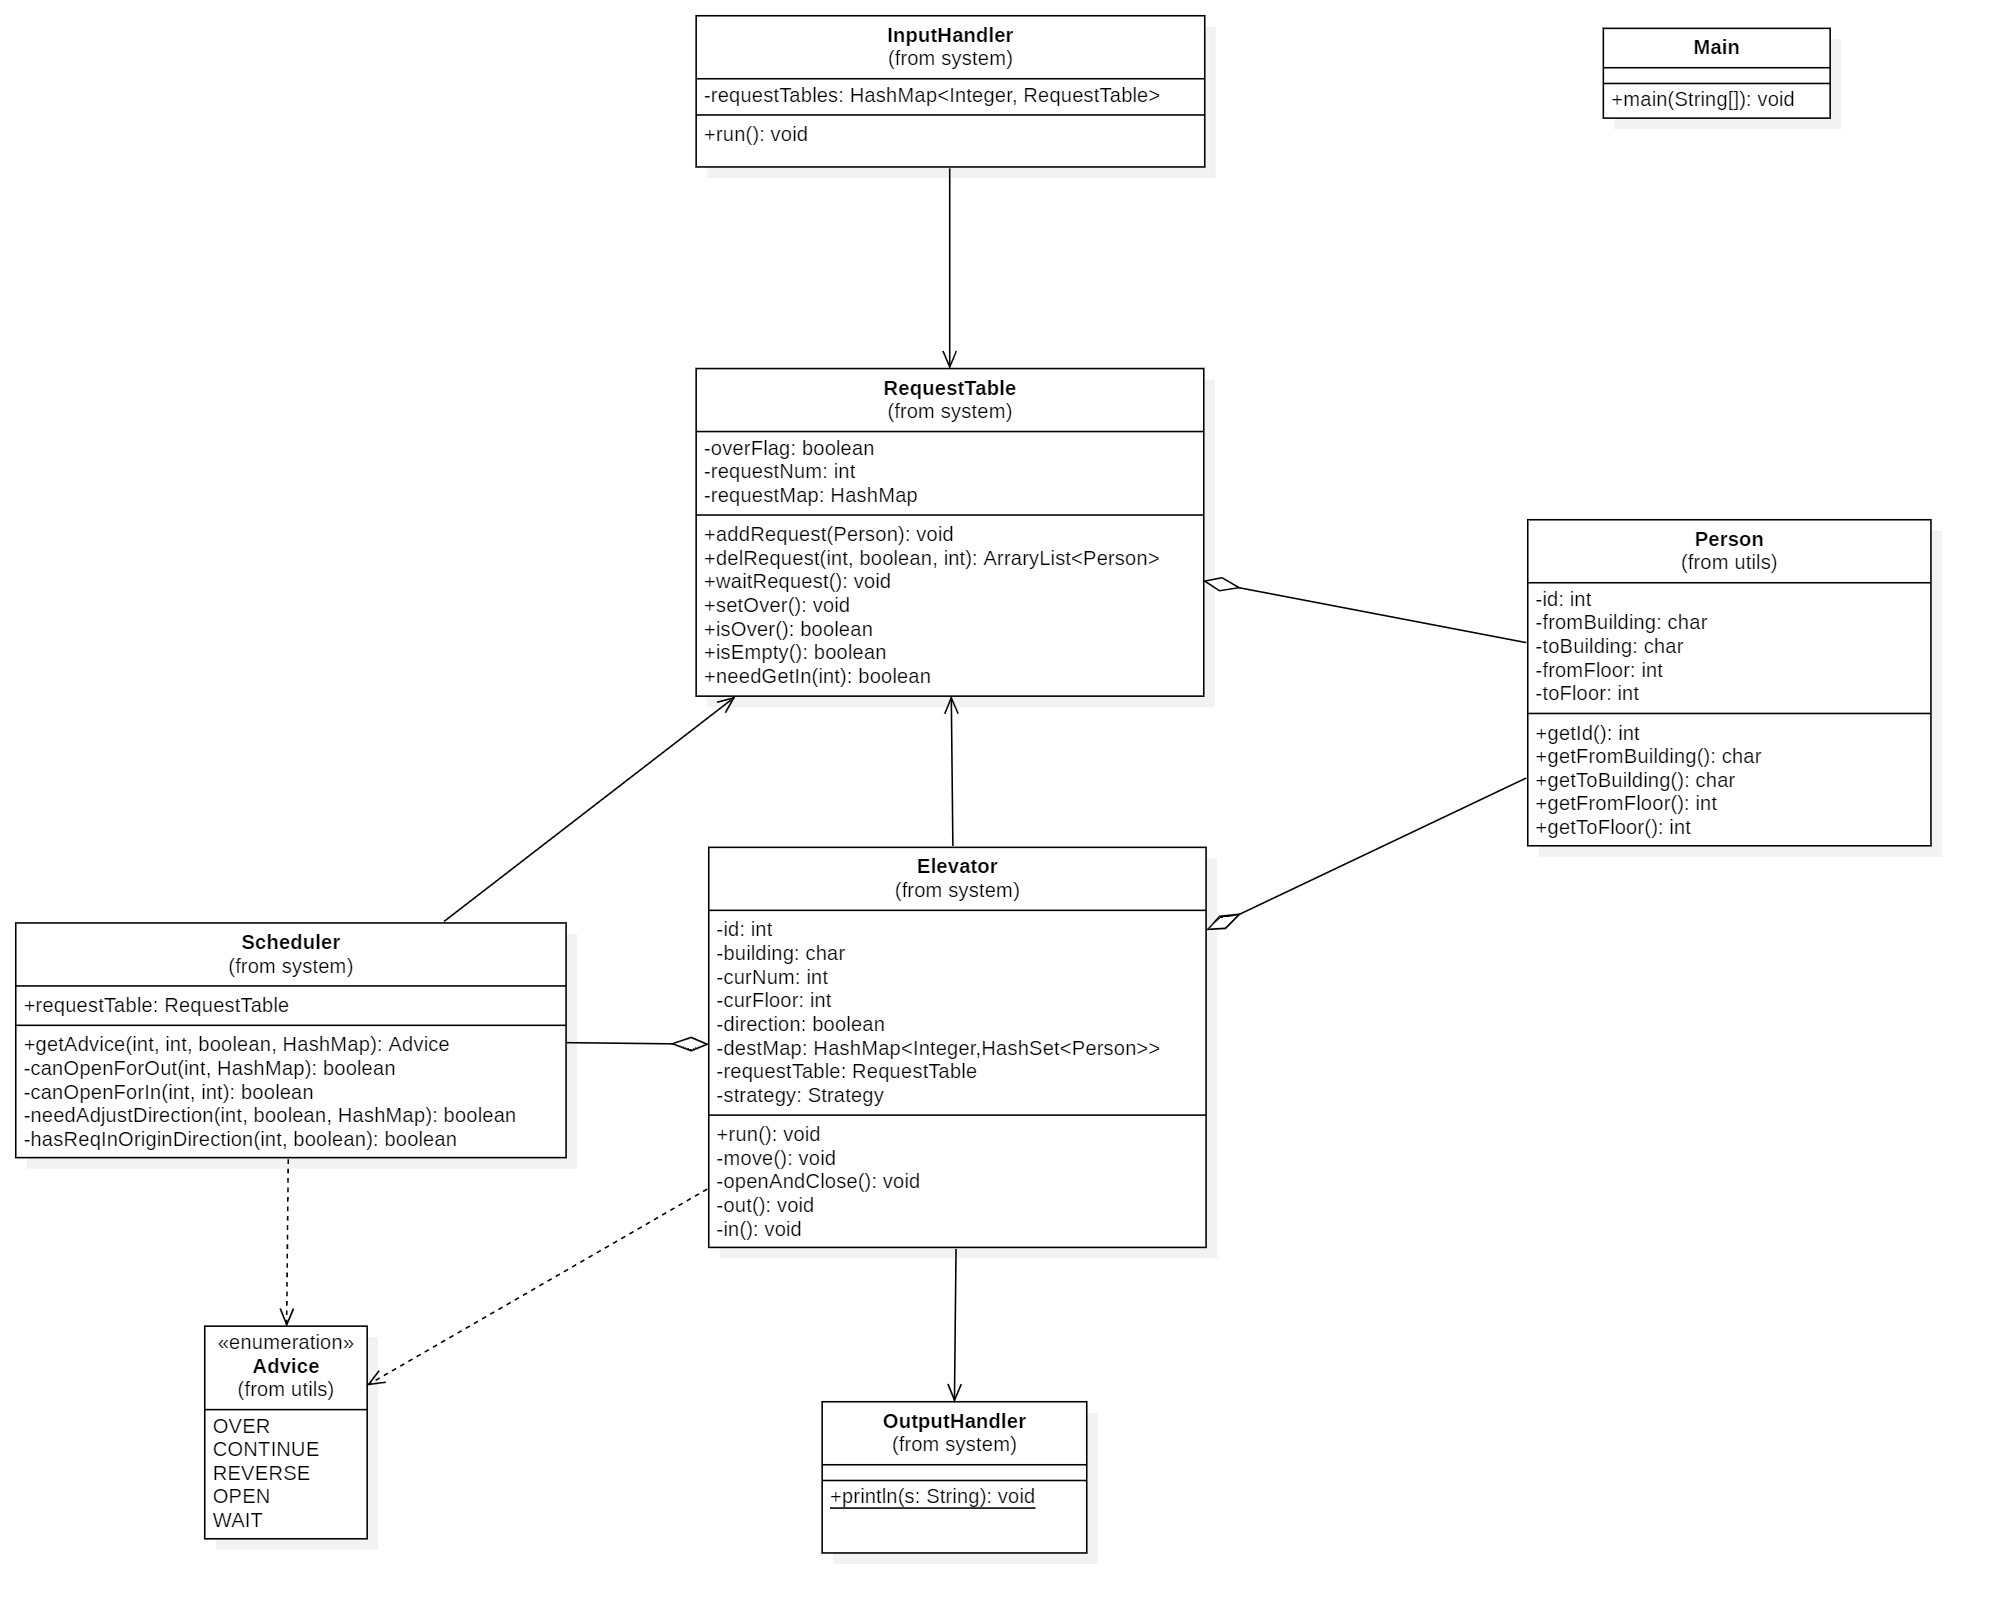 InputHandler
(from system)
-requestTables: HashMap<Integer, RequestTable>
+run(): void
Main
+main(String[]): void
RequestTable
(from system)
-overFlag: boolean
-requestNum: int
-requestMap: HashMap
+addRequest(Person): void
+delRequest(int, boolean, int): ArraryList<Person>
+waitRequest(): void
+setOver(): void
+isOver(): boolean
+isEmpty(): boolean
+needGetIn(int): boolean
Person
(from utils)
-id: int
-fromBuilding: char
-toBuilding: char
-fromFloor: int
-toFloor: int
+getId(): int
+getFromBuilding(): char
+getToBuilding(): char
+getFromFloor(): int
+getToFloor(): int
Scheduler
(from system)
+requestTable: RequestTable
+getAdvice(int, int, boolean, HashMap): Advice
-canOpenForOut(int, HashMap): boolean
-canOpenForIn(int, int): boolean
-needAdjustDirection(int, boolean, HashMap): boolean
-hasReqInOriginDirection(int, boolean): boolean
Elevator
(from system)
-id: int
-building: char
-curNum: int
-curFloor: int
-direction: boolean
-destMap: HashMap<Integer,HashSet<Person>>
-requestTable: RequestTable
-strategy: Strategy
+run(): void
-move(): void
-openAndClose(): void
-out(): void
-in(): void
«enumeration»
Advice
(from utils)
OVER
CONTINUE
REVERSE
OPEN
WAIT
OutputHandler
(from system)
+println(s: String): void